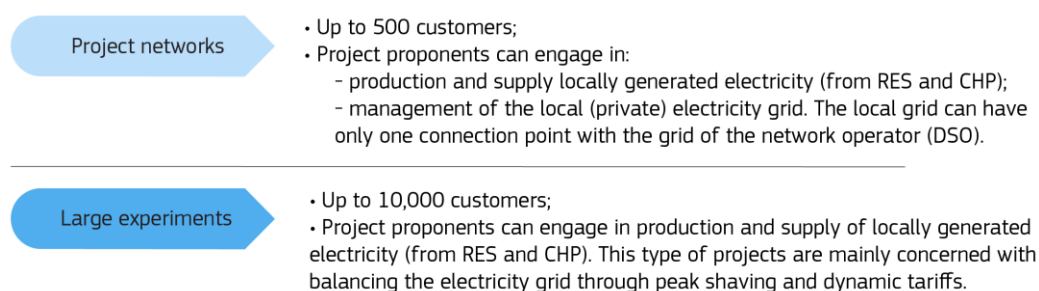 Project networks
• Up to 500 customers;
• Project proponents can engage in:
- production and supply locally generated electricity (from RES and CHP);
- management of the local (private) electricity grid. The local grid can have
only one connection point with the grid of the network operator (DSO).
Large experiments
• Up to 10,000 customers;
• Project proponents can engage in production and supply of locally generated
electricity (from RES and CHP). This type of projects are mainly concerned with
balancing the electricity grid through peak shaving and dynamic tariffs.